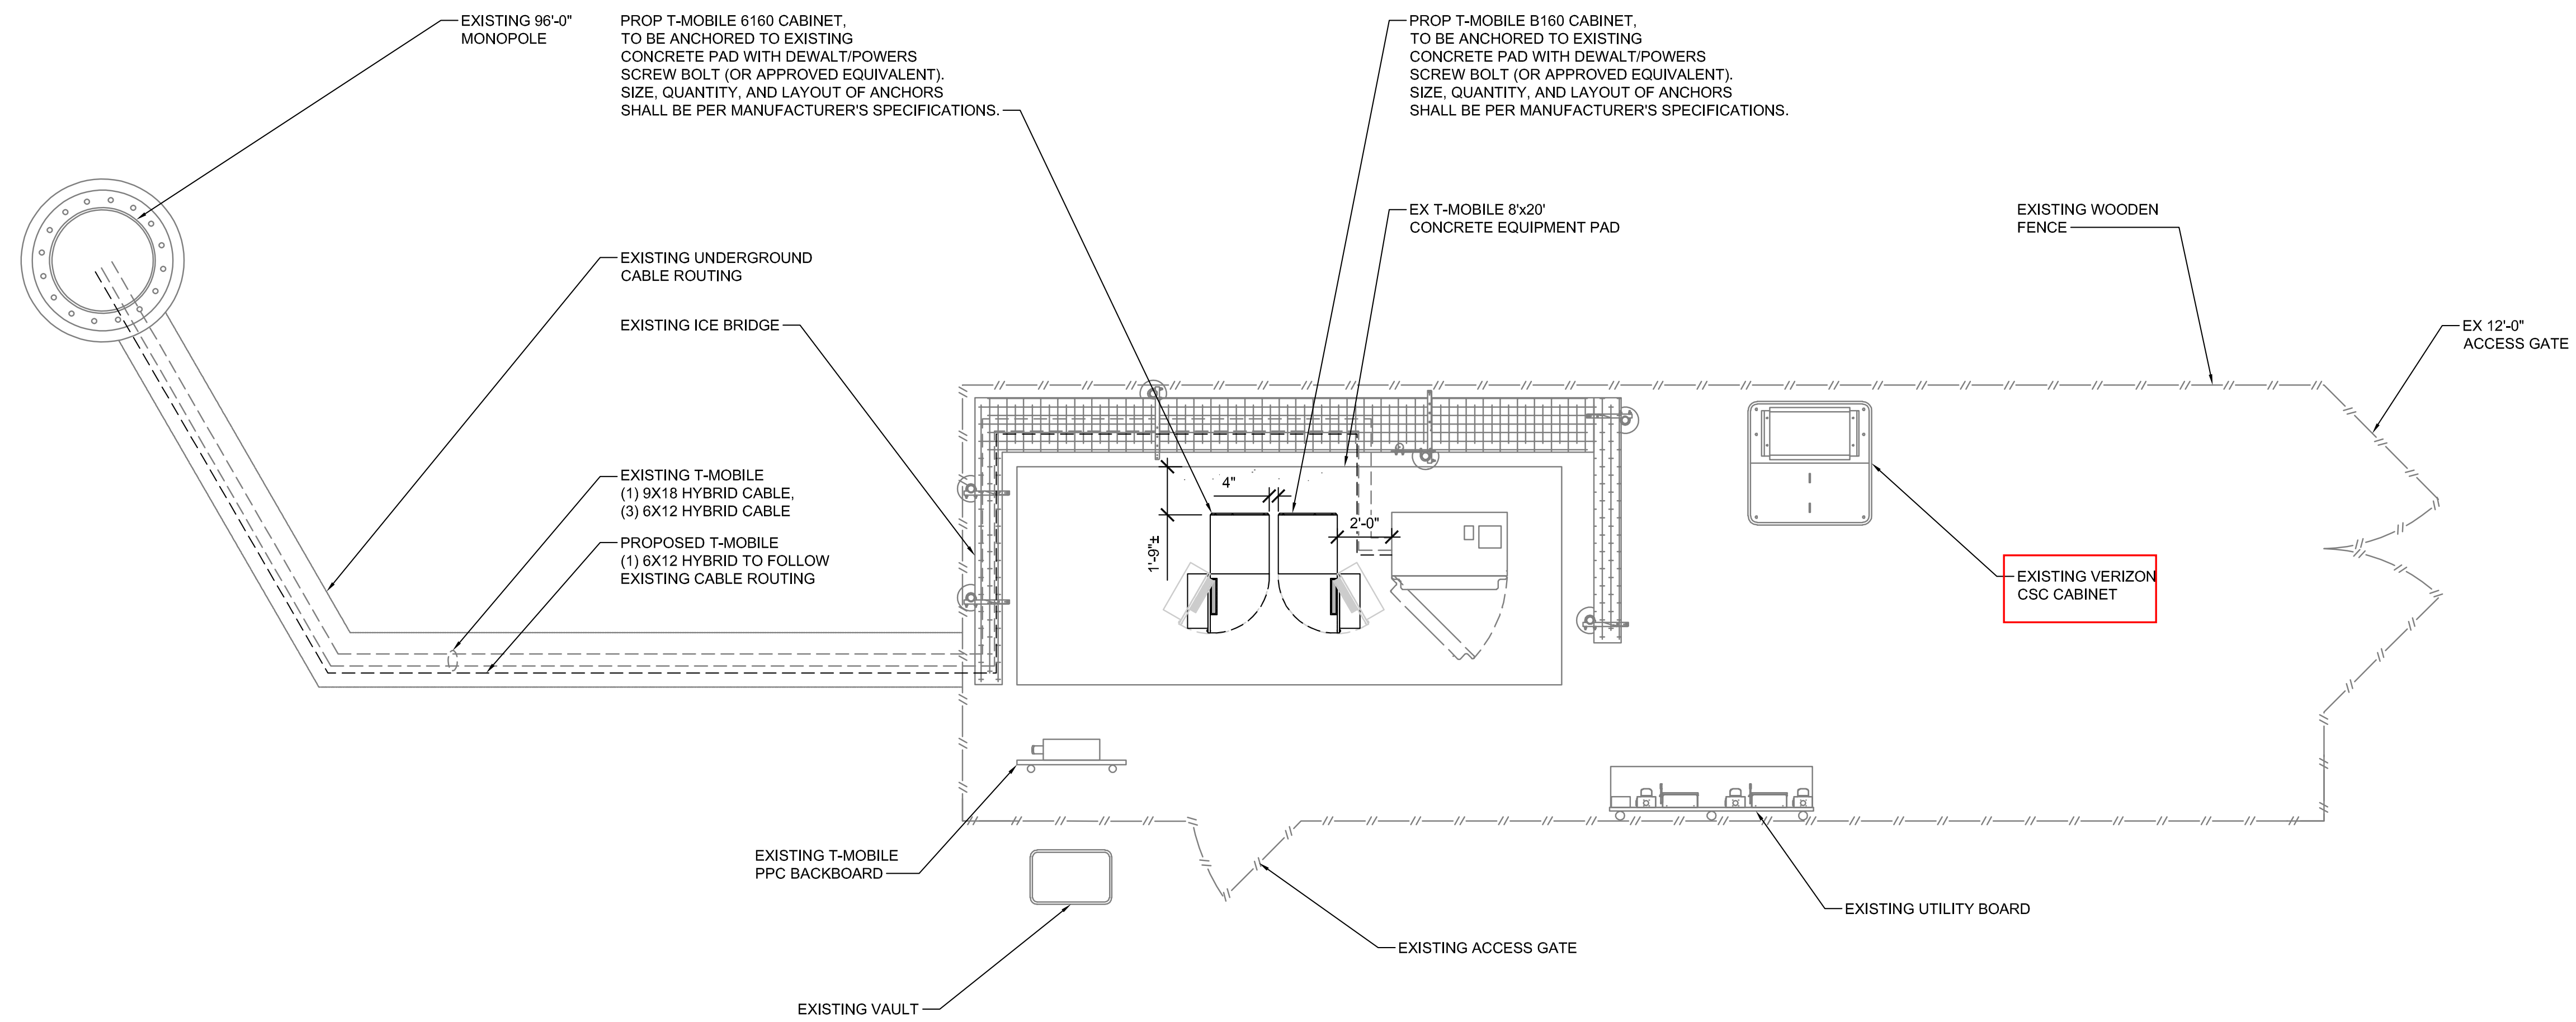 EXISTING 96'-0"
MONOPOLE
PROP T-MOBILE 6160 CABINET,
TO BE ANCHORED TO EXISTING
CONCRETE PAD WITH DEWALT/POWERS
SCREW BOLT (OR APPROVED EQUIVALENT).
SIZE, QUANTITY, AND LAYOUT OF ANCHORS
SHALL BE PER MANUFACTURER'S SPECIFICATIONS.
PROP T-MOBILE B160 CABINET,
TO BE ANCHORED TO EXISTING
CONCRETE PAD WITH DEWALT/POWERS
SCREW BOLT (OR APPROVED EQUIVALENT).
SIZE, QUANTITY, AND LAYOUT OF ANCHORS
SHALL BE PER MANUFACTURER'S SPECIFICATIONS.
EX T-MOBILE 8'x20'
CONCRETE EQUIPMENT PAD
EXISTING WOODEN
FENCE
EXISTING UNDERGROUND
CABLE ROUTING
EXISTING ICE BRIDGE
EX 12'-0"
ACCESS GATE
EXISTING T-MOBILE
(1) 9X18 HYBRID CABLE,
(3) 6X12 HYBRID CABLE
PROPOSED T-MOBILE
(1) 6X12 HYBRID TO FOLLOW
EXISTING CABLE ROUTING
4"
2'-0"
1'-9"±
EXISTING VERIZON
CSC CABINET
EXISTING T-MOBILE
PPC BACKBOARD
EXISTING UTILITY BOARD
EXISTING ACCESS GATE
EXISTING VAULT